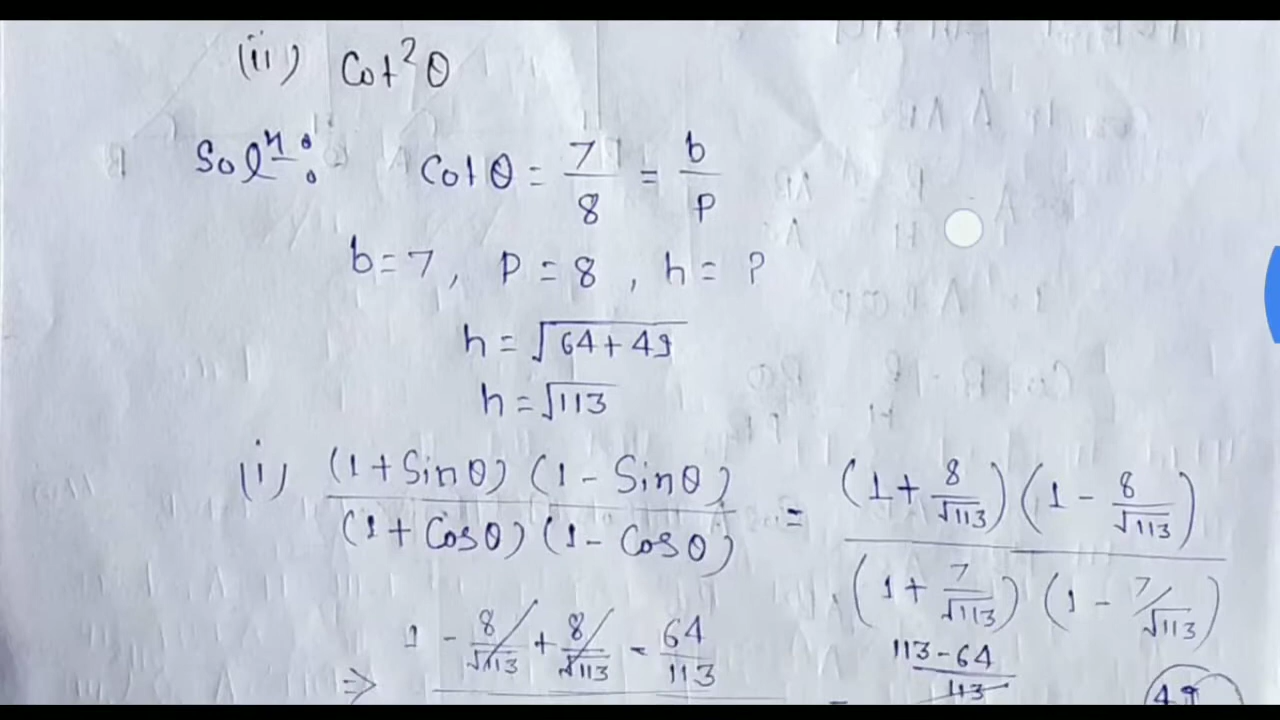 (ii) Cot²θ
Solⁿ: Cotθ = 7/8 = b/P
b = 7, P = 8, h = ?
h = √64+49
h = √113
(i) (1+Sinθ)(1-Sinθ)/(1+Cosθ)(1-Cosθ) = (1+8/√113)(1-8/√113)/(1+7/√113)(1-7/√113)
⇒ 1 - 8/√113 + 8/√113 - 64/113 = 113-64/113 49